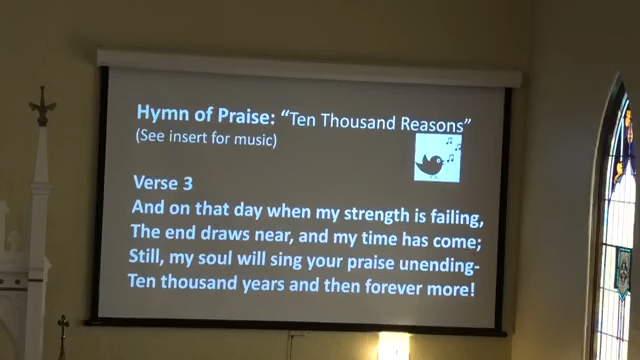 Hymn of Praise: “Ten Thousand Reasons”
(See insert for music)
Verse 3
And on that day when my strength is failing,
The end draws near, and my time has come;
Still, my soul will sing your praise unending-
Ten thousand years and then forever more!